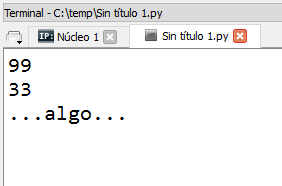 Terminal - C:\temp\Sin título 1.py
IP: Núcleo 1
Sin título 1.py
99
33
...algo...